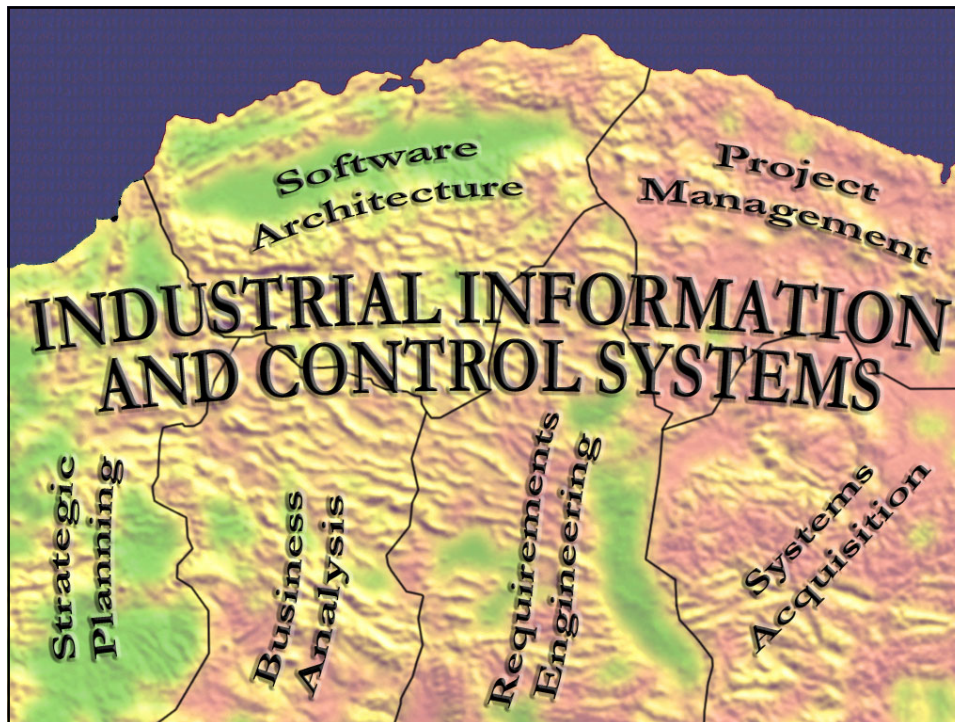 Software
Architecture
Project
Management
INDUSTRIAL INFORMATION
AND CONTROL SYSTEMS
Strategic
Planning
Business
Analysis
Requirements
Engineering
Systems
Acquisition